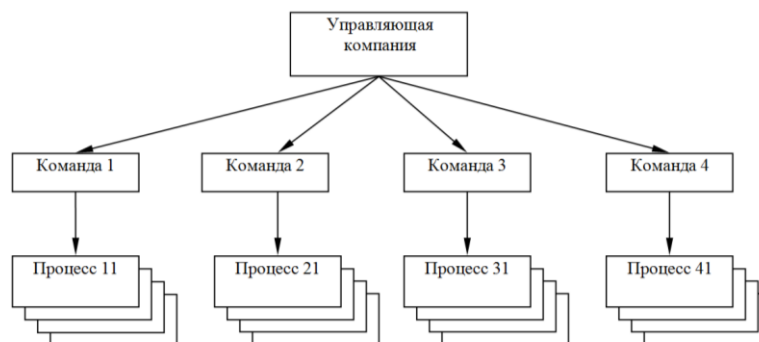 Управляющая
компания
Команда 1
Команда 2
Команда 3
Команда 4
Процесс 11
Процесс 21
Процесс 31
Процесс 41